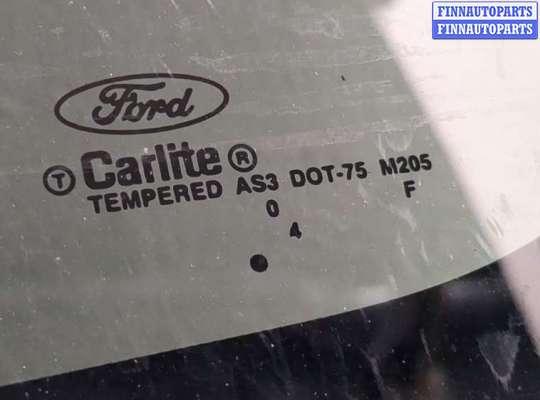 FINNAUTOPARTS
FINNAUTOPARTS
Ford
T Carlite ®
TEMPERED AS3 DOT-75 M205
0 F
4